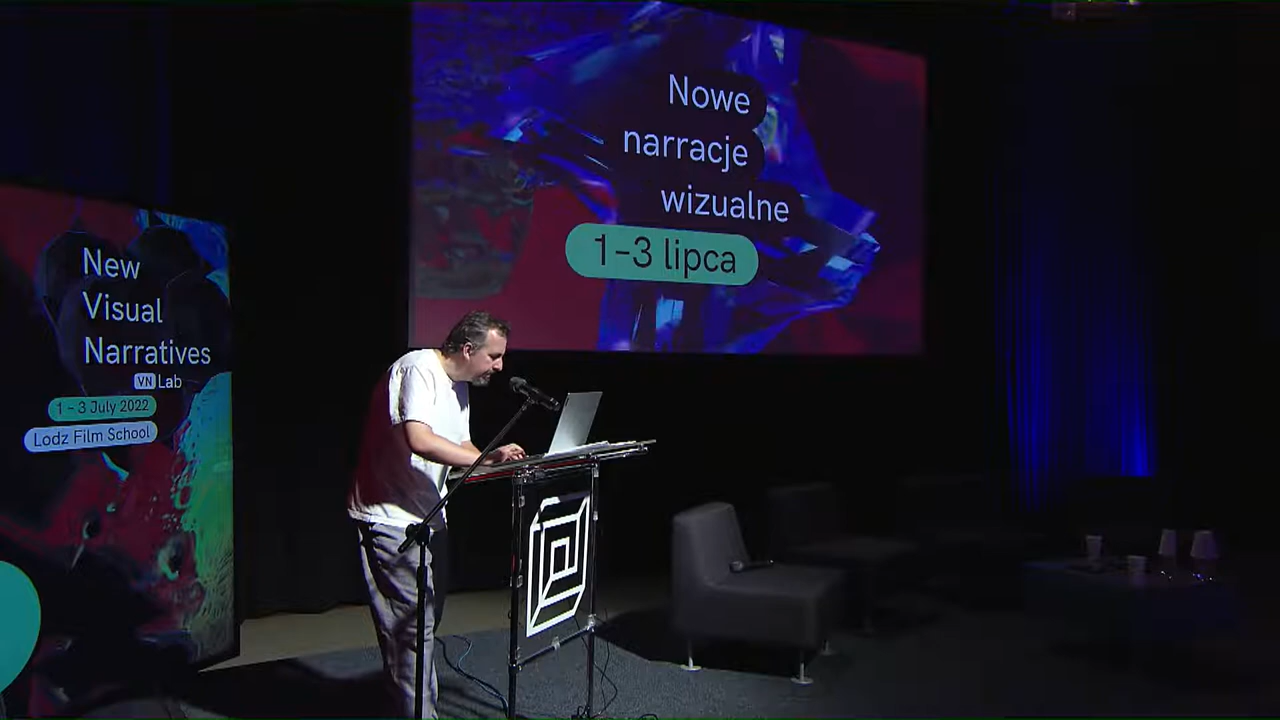 Nowe
narracje
wizualne
1–3 lipca
New
Visual
Narratives
VN Lab
1 – 3 July 2022
Lodz Film School